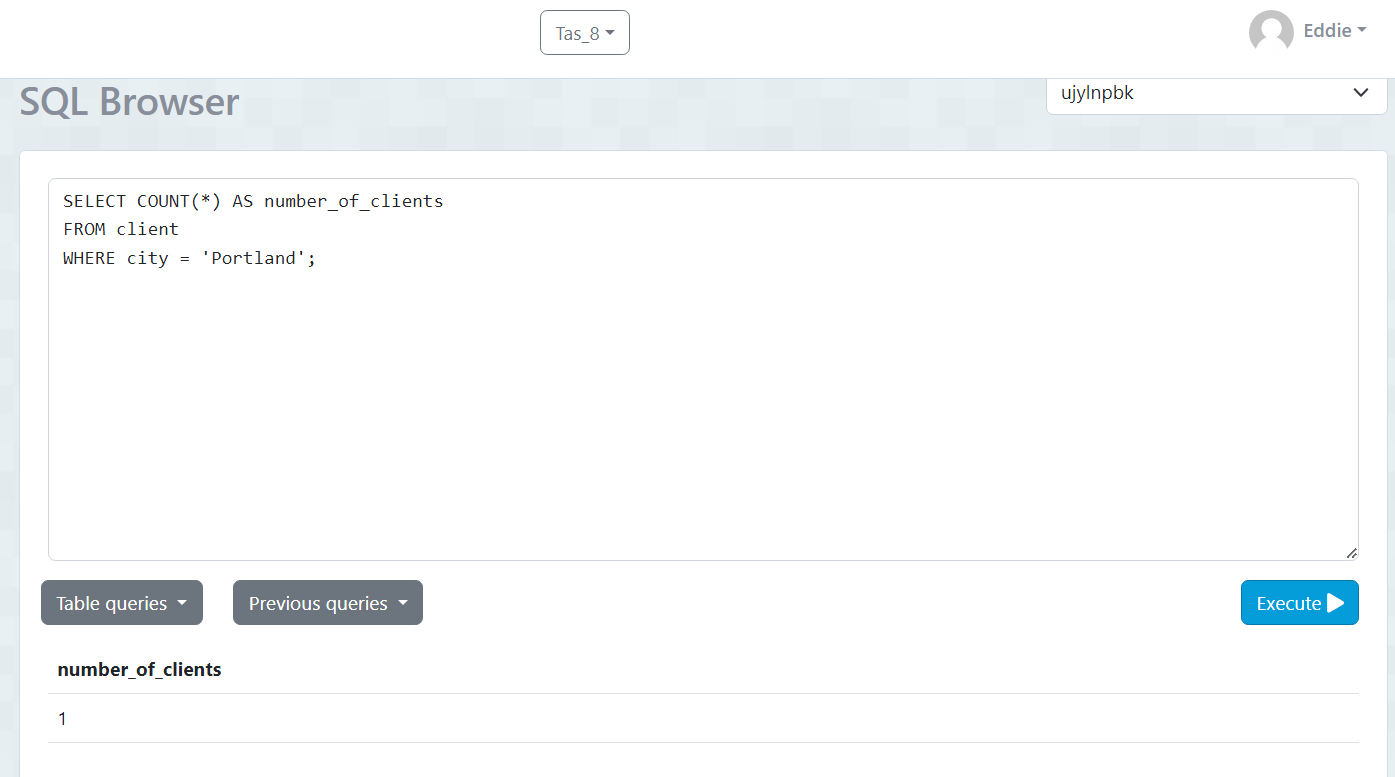 Tas_8
Eddie
SQL Browser
ujylnpbk
SELECT COUNT(*) AS number_of_clients
FROM client
WHERE city = 'Portland';
Table queries
Previous queries
Execute
number_of_clients
1